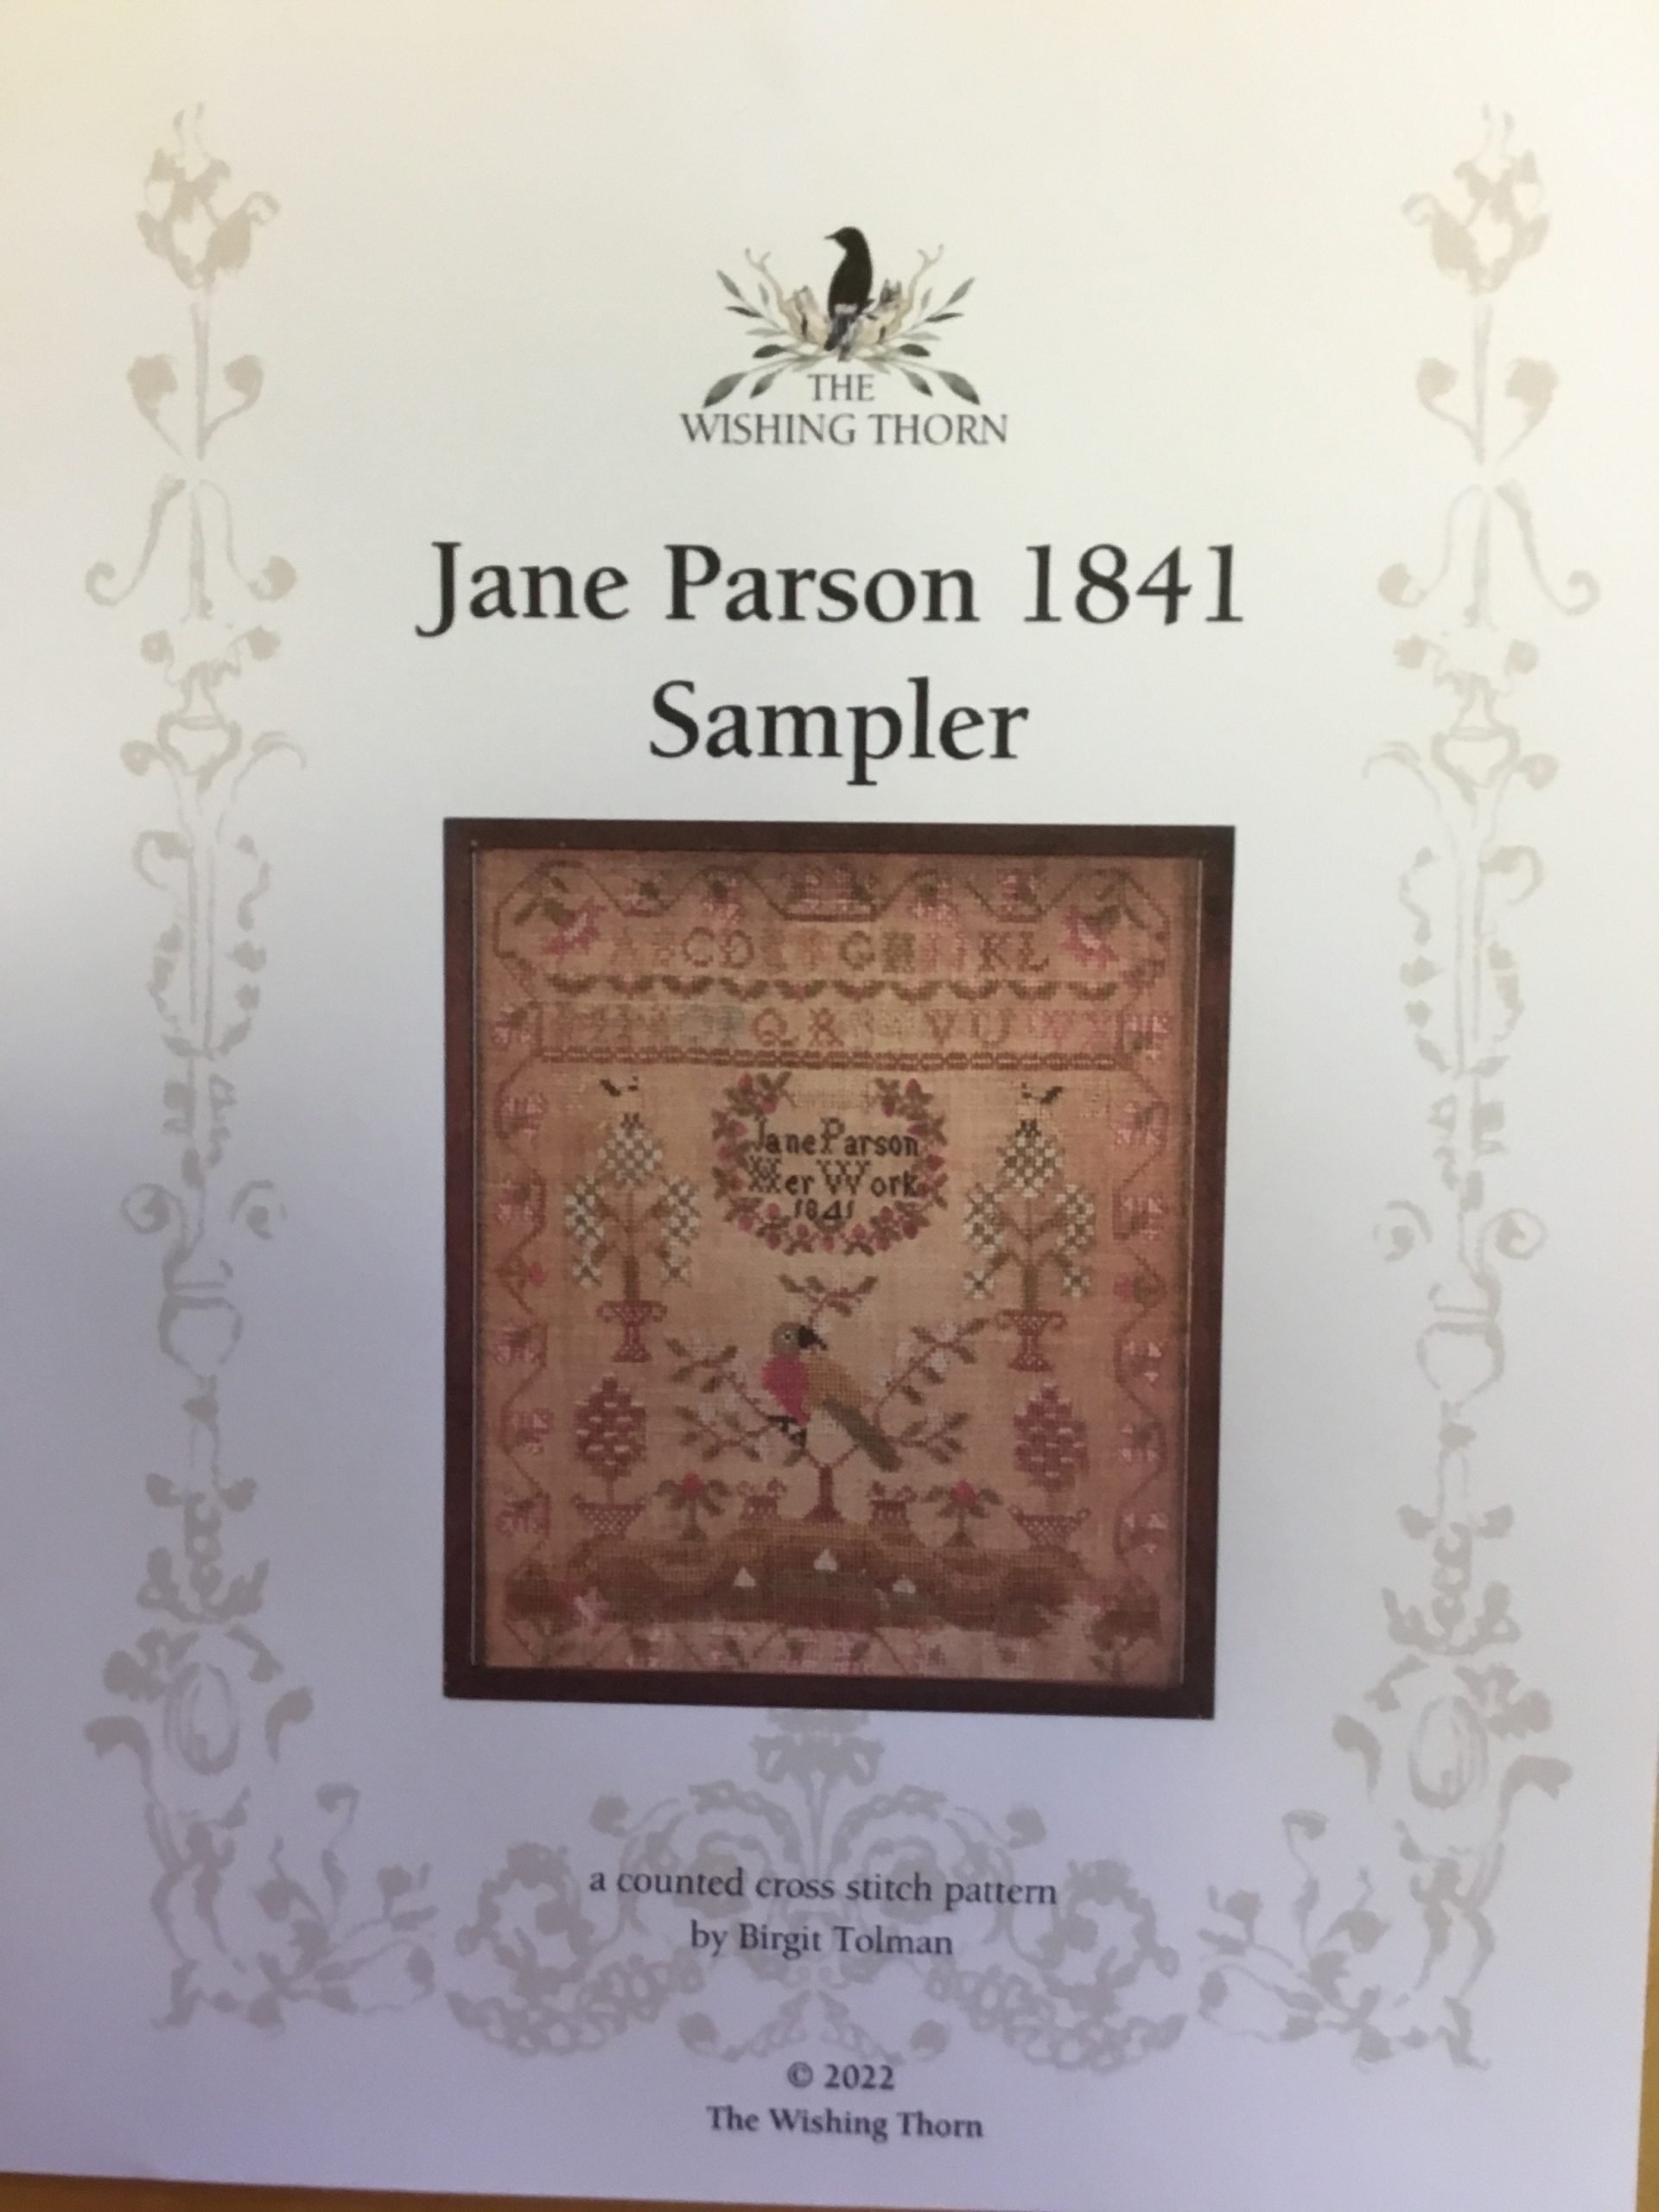 THE
WISHING THORN
Jane Parson 1841
Sampler
ABCDEFGHIJKL
Q R V U W X
Jane Parson
Her Work
1841
a counted cross stitch pattern
by Birgit Tolman
© 2022
The Wishing Thorn